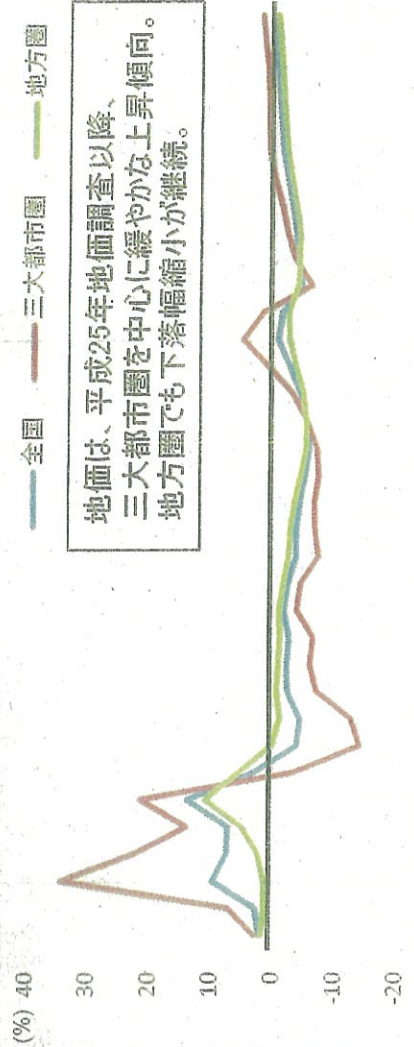 全国 三大都市圏 地方圏
地価は、平成25年地価調査以降、
三大都市圏を中心に緩やかな上昇傾向。
地方圏でも下落幅縮小が継続。
(%) 40
30
20
10
0
-10
-20